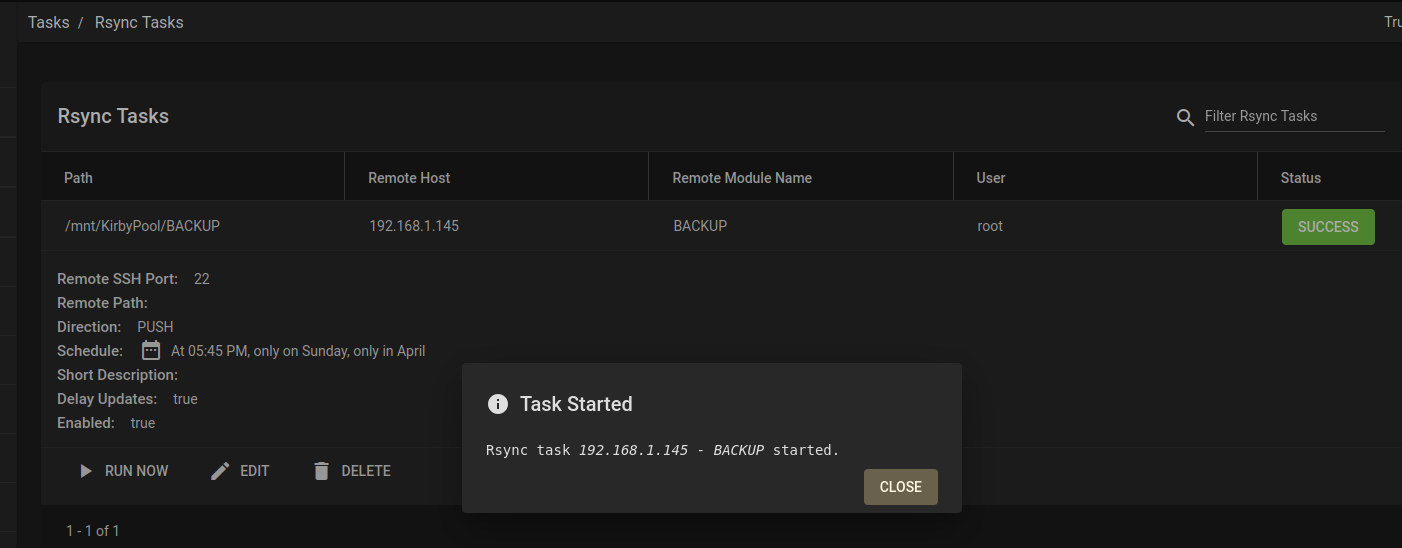 Tasks / Rsync Tasks
Rsync Tasks
Filter Rsync Tasks
Path Remote Host Remote Module Name User Status
/mnt/KirbyPool/BACKUP 192.168.1.145 BACKUP root SUCCESS
Remote SSH Port: 22
Remote Path:
Direction: PUSH
Schedule: At 05:45 PM, only on Sunday, only in April
Short Description:
Delay Updates: true
Enabled: true
RUN NOW EDIT DELETE
1 - 1 of 1
Task Started
Rsync task 192.168.1.145 - BACKUP started.
CLOSE